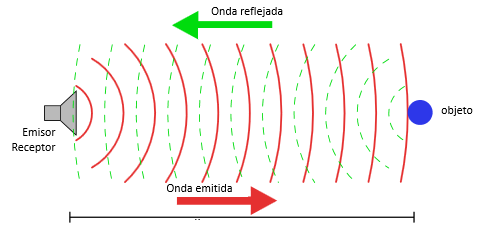 Onda reflejada
objeto
Emisor
Receptor
Onda emitida
..